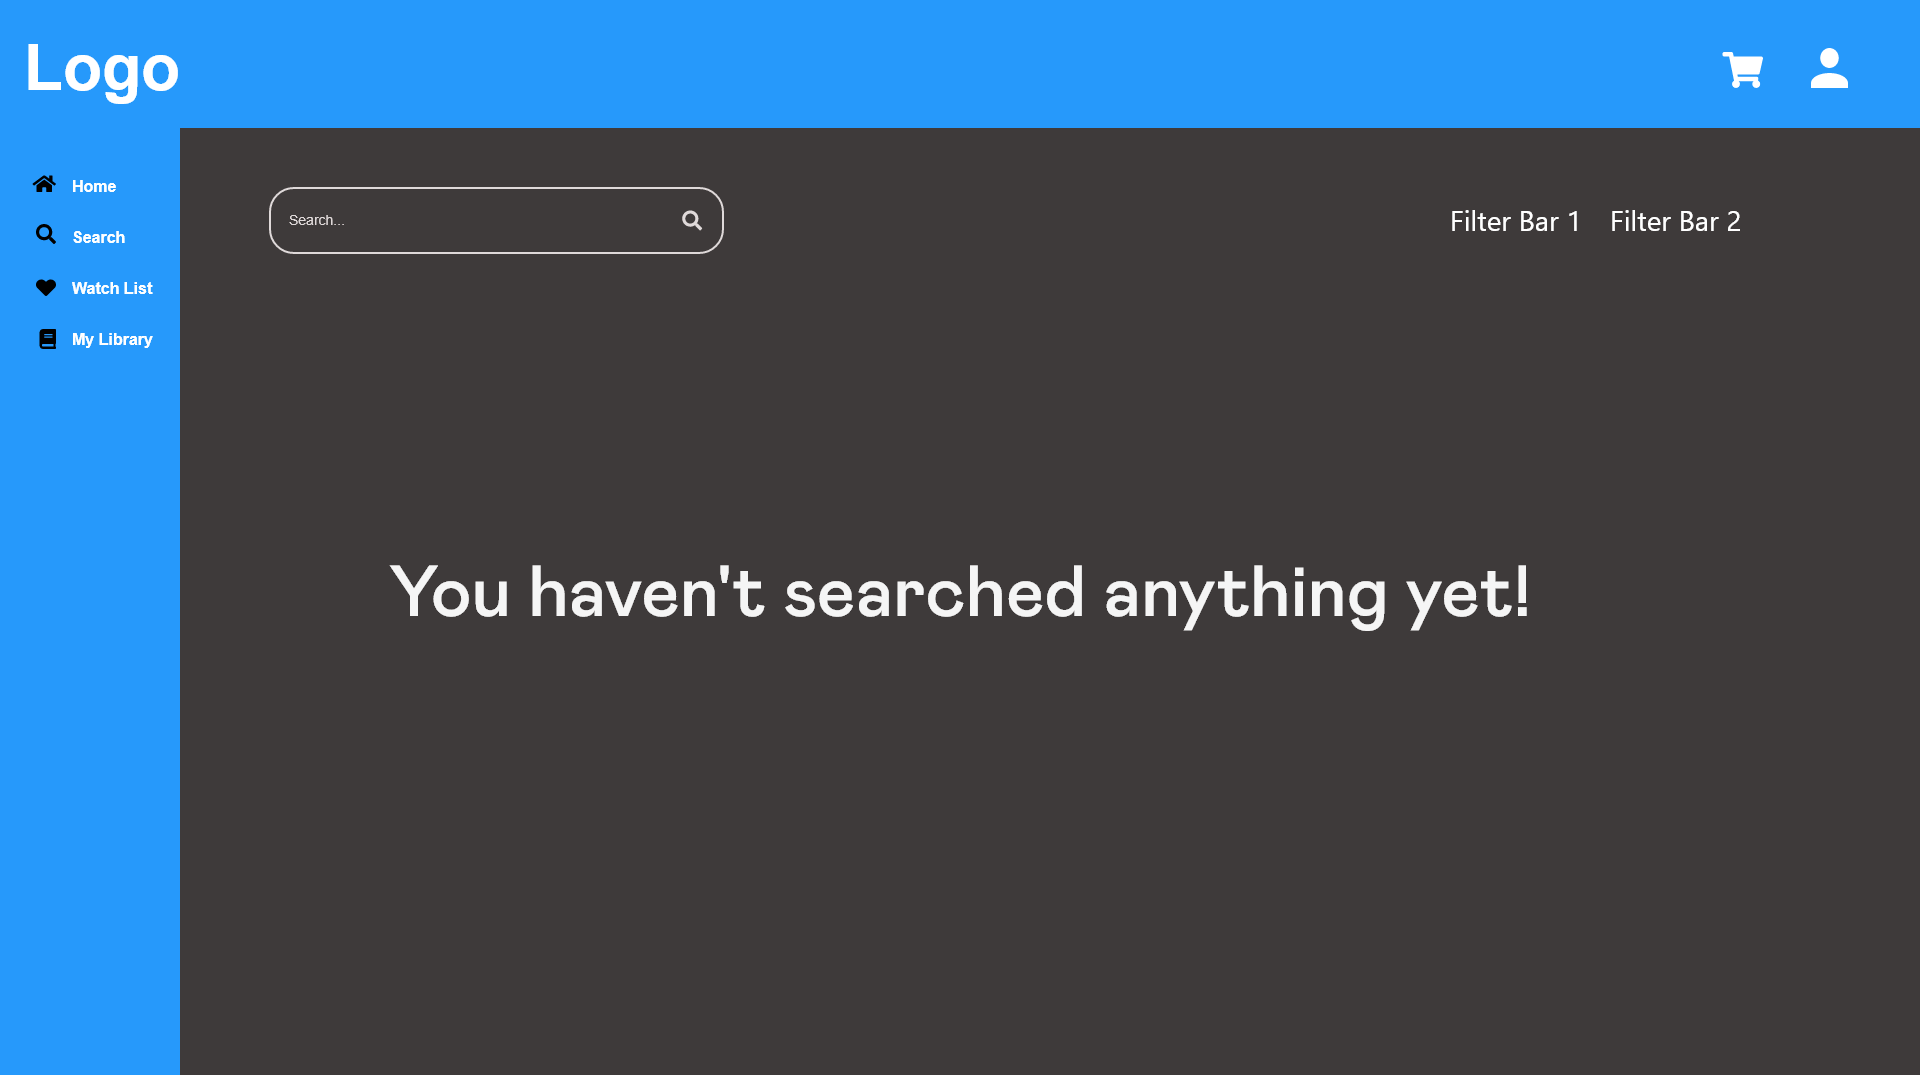 Logo
Home
Search
Watch List
My Library
Search...
Filter Bar 1
Filter Bar 2
You haven't searched anything yet!